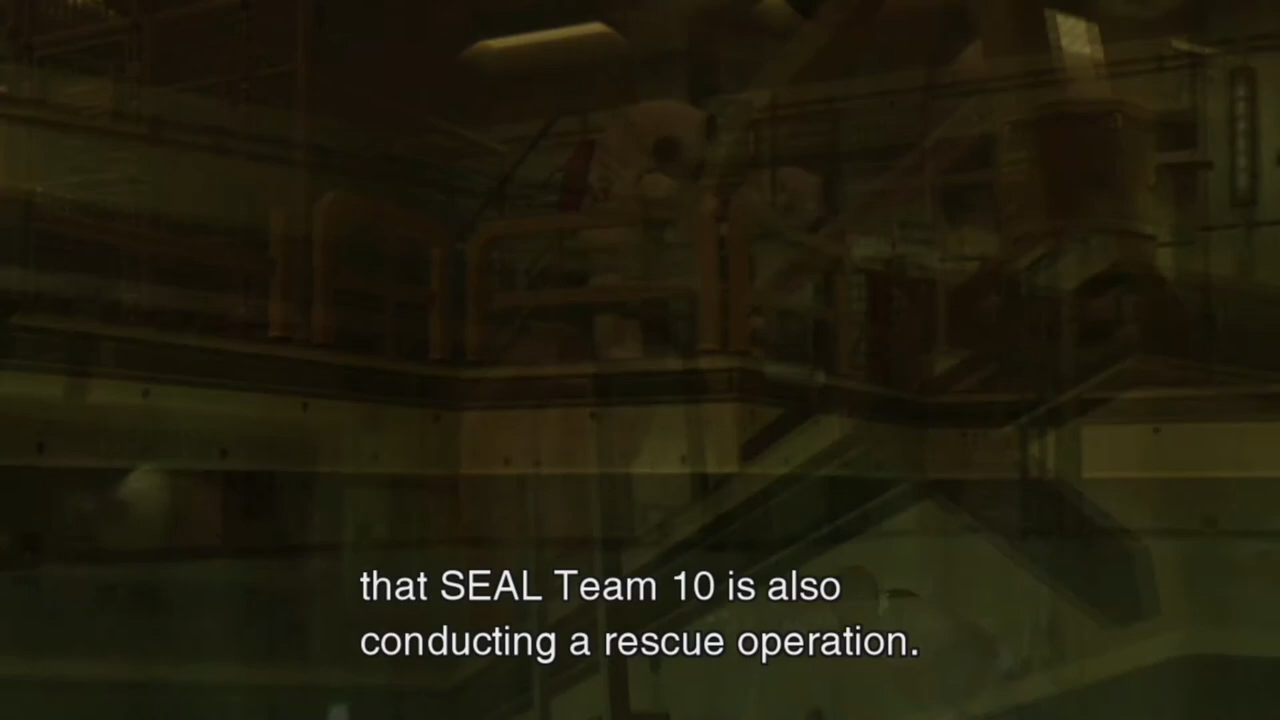 that SEAL Team 10 is also
conducting a rescue operation.